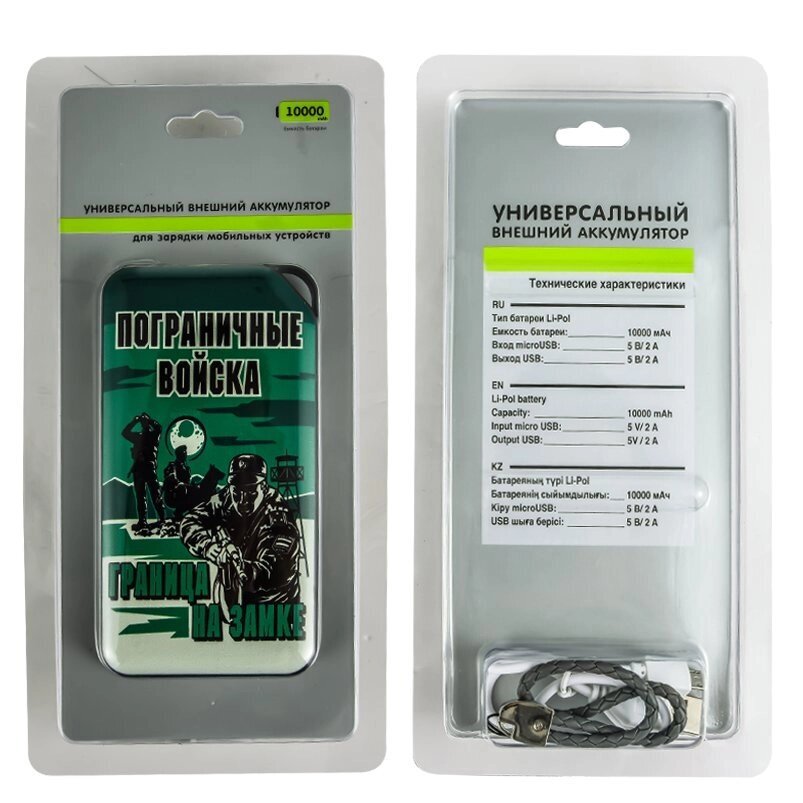 10000
mAh
Емкость батареи
УНИВЕРСАЛЬНЫЙ ВНЕШНИЙ АККУМУЛЯТОР
для зарядки мобильных устройств
ПОГРАНИЧНЫЕ
ВОЙСКА
ГРАНИЦА
НА ЗАМКЕ
УНИВЕРСАЛЬНЫЙ
ВНЕШНИЙ АККУМУЛЯТОР
Технические характеристики
RU
Тип батареи Li-Pol
Емкость батареи: 10000 мАч
Вход microUSB: 5 В/ 2 А
Выход USB: 5 В/ 2 А
EN
Li-Pol battery
Capacity: 10000 mAh
Input micro USB: 5 V/ 2 A
Output USB: 5V/ 2 A
KZ
Батареяның түрі Li-Pol
Батареянің сыйымдылығы: 10000 мАч
Кіру microUSB: 5 В/ 2 А
USB шыға берісі: 5 В/ 2 А